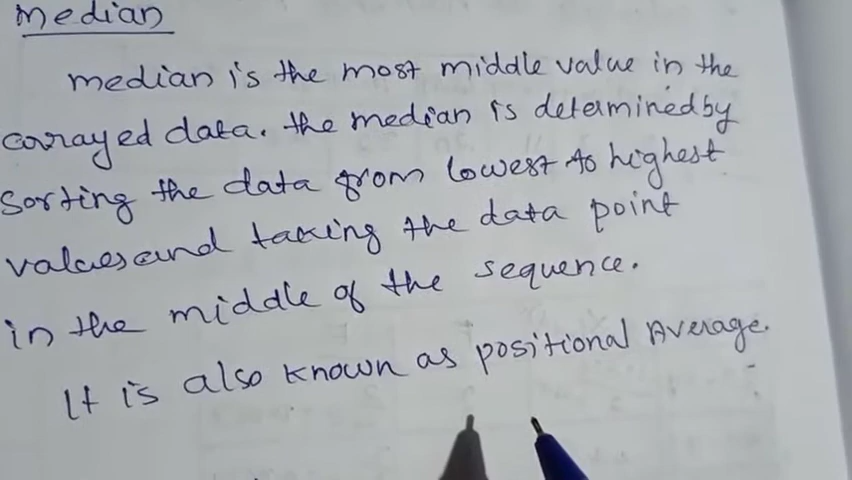 Median
median is the most middle value in the
arrayed data. the median is determined by
Sorting the data from lowest to highest
values and taking the data point
in the middle of the sequence.
It is also known as positional Average.